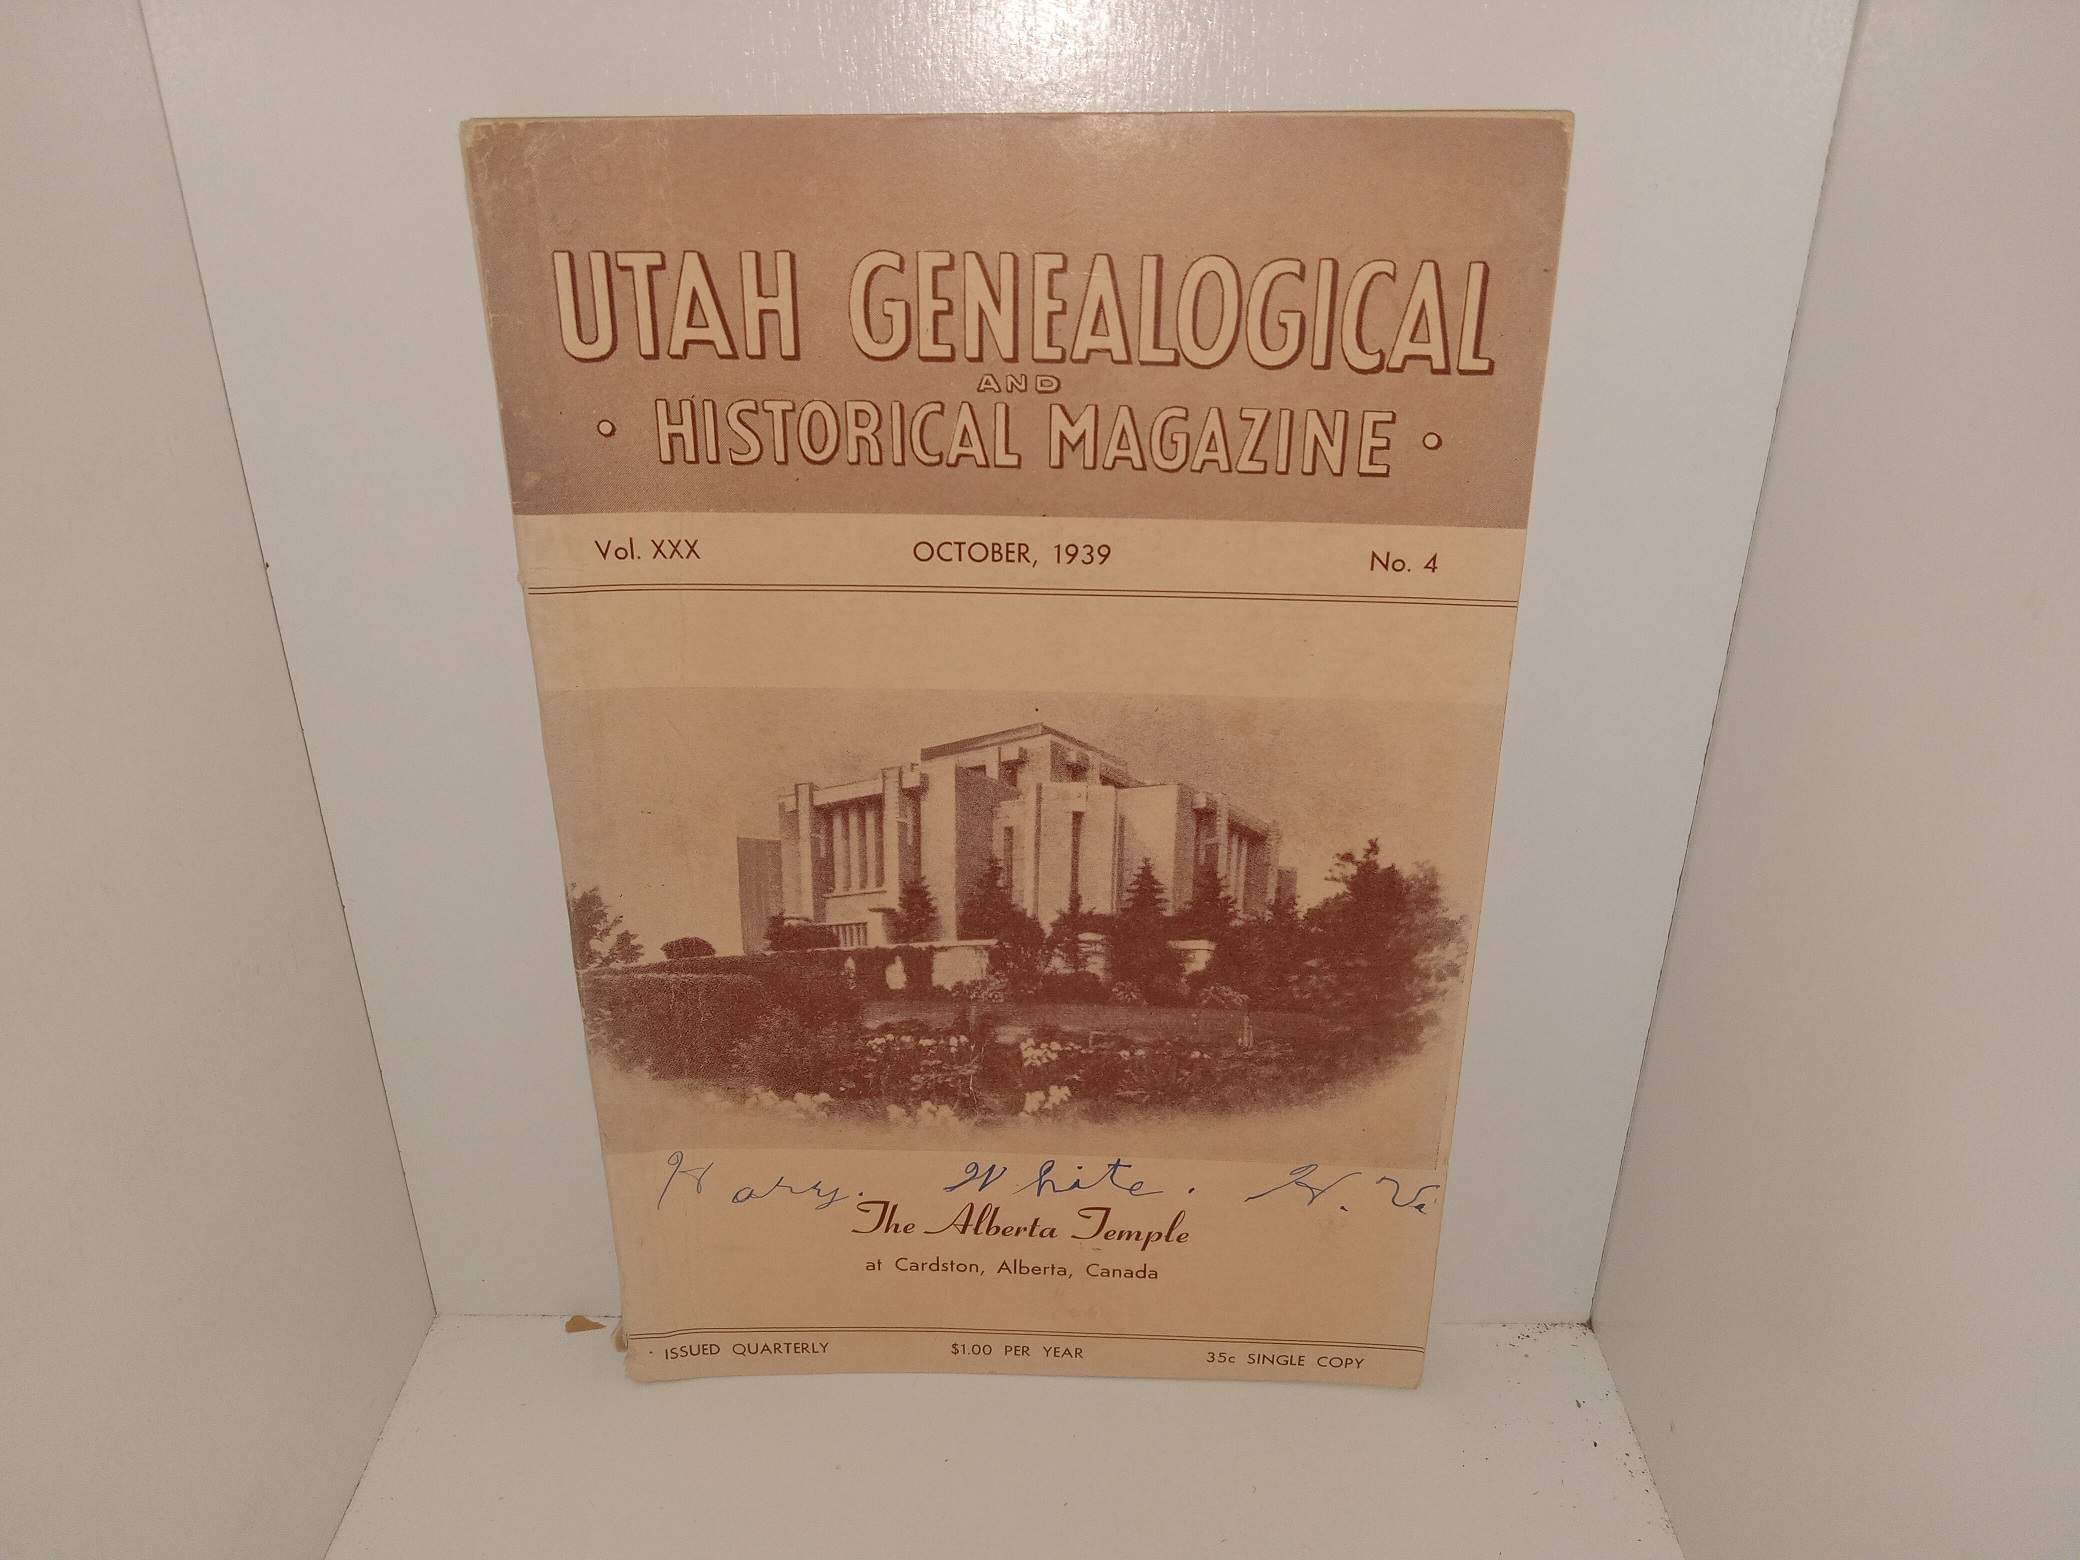 UTAH GENEALOGICAL
AND
• HISTORICAL MAGAZINE •
Vol. XXX OCTOBER, 1939 No. 4
Hary. White. H.
The Alberta Temple
at Cardston, Alberta, Canada
ISSUED QUARTERLY $1.00 PER YEAR 35c SINGLE COPY